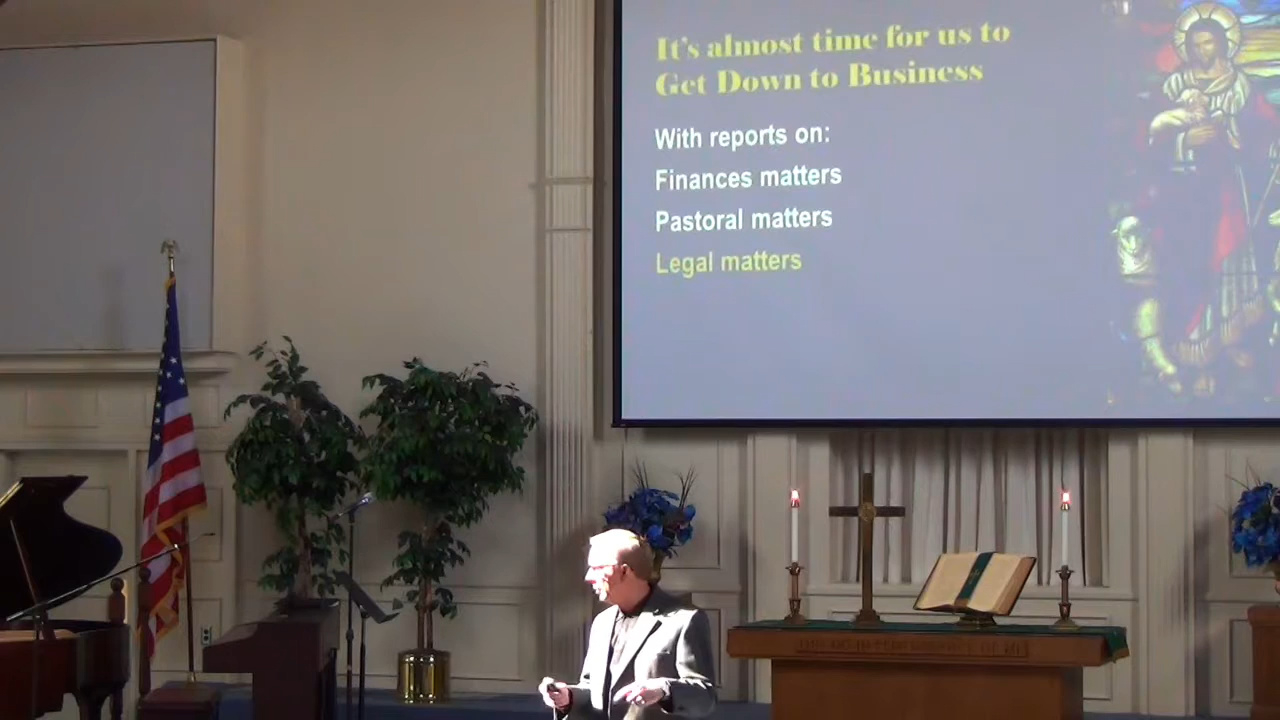 It's almost time for us to
Get Down to Business
With reports on:
Finances matters
Pastoral matters
Legal matters